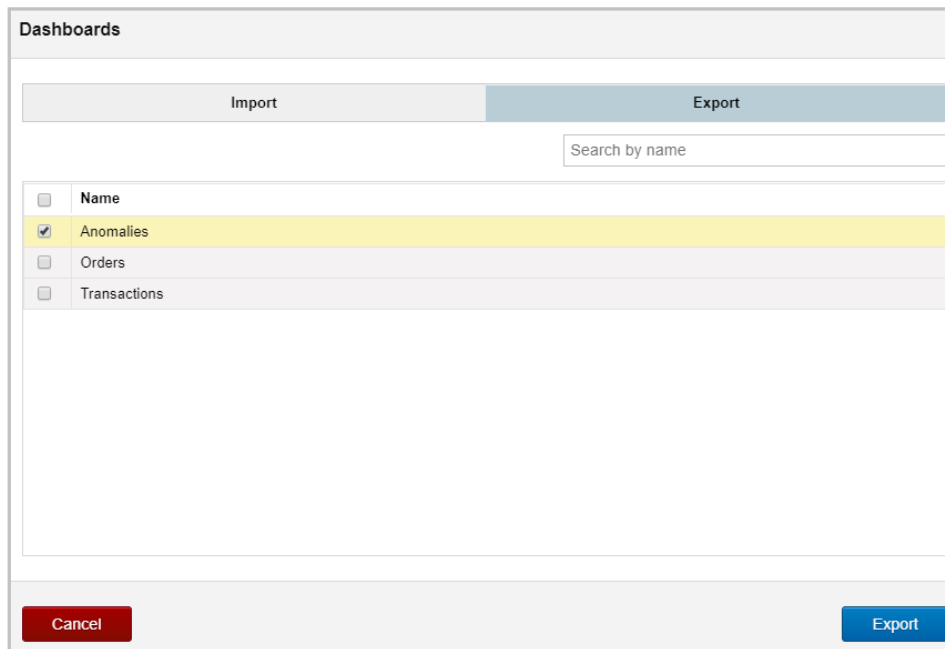 Dashboards
Import Export
Search by name
Name
Anomalies
Orders
Transactions
Cancel Export